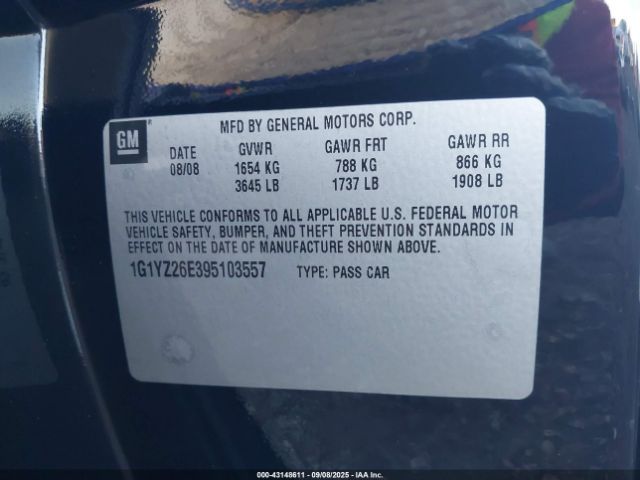 GM
MFD BY GENERAL MOTORS CORP.
DATE GVWR GAWR FRT GAWR RR
08/08 1654 KG 788 KG 866 KG
3645 LB 1737 LB 1908 LB
THIS VEHICLE CONFORMS TO ALL APPLICABLE U.S. FEDERAL MOTOR
VEHICLE SAFETY, BUMPER, AND THEFT PREVENTION STANDARDS IN
EFFECT ON THE DATE OF MANUFACTURE SHOWN ABOVE.
1G1YZ26E395103557 TYPE: PASS CAR
000-43148611 - 09/08/2025 - IAA, Inc.